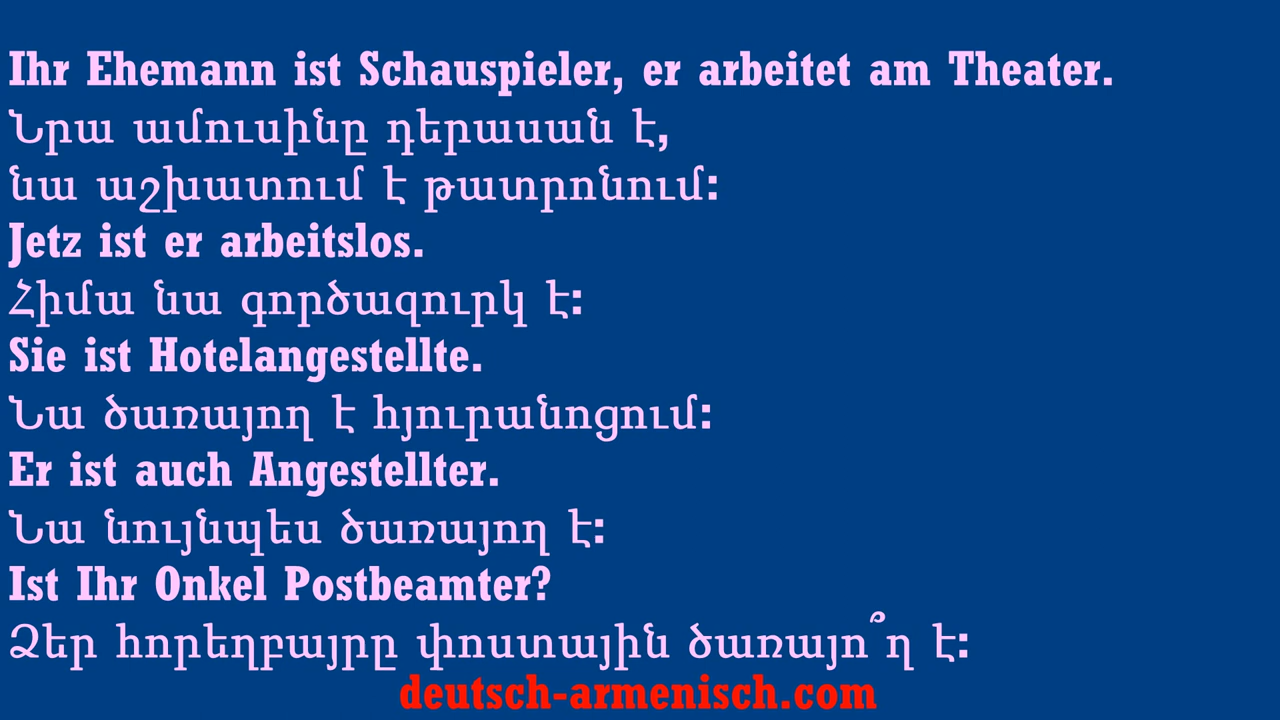 Ihr Ehemann ist Schauspieler, er arbeitet am Theater.
Նրա ամուսինը դերասան է,
նա աշխատում է թատրոնում:
Jetz ist er arbeitslos.
Հիմա նա գործազուրկ է:
Sie ist Hotelangestellte.
Նա ծառայող է հյուրանոցում:
Er ist auch Angestellter.
Նա նույնպես ծառայող է:
Ist Ihr Onkel Postbeamter?
Ձեր հորեղբայրը փոստային ծառայո՞ղ է:
deutsch-armenisch.com